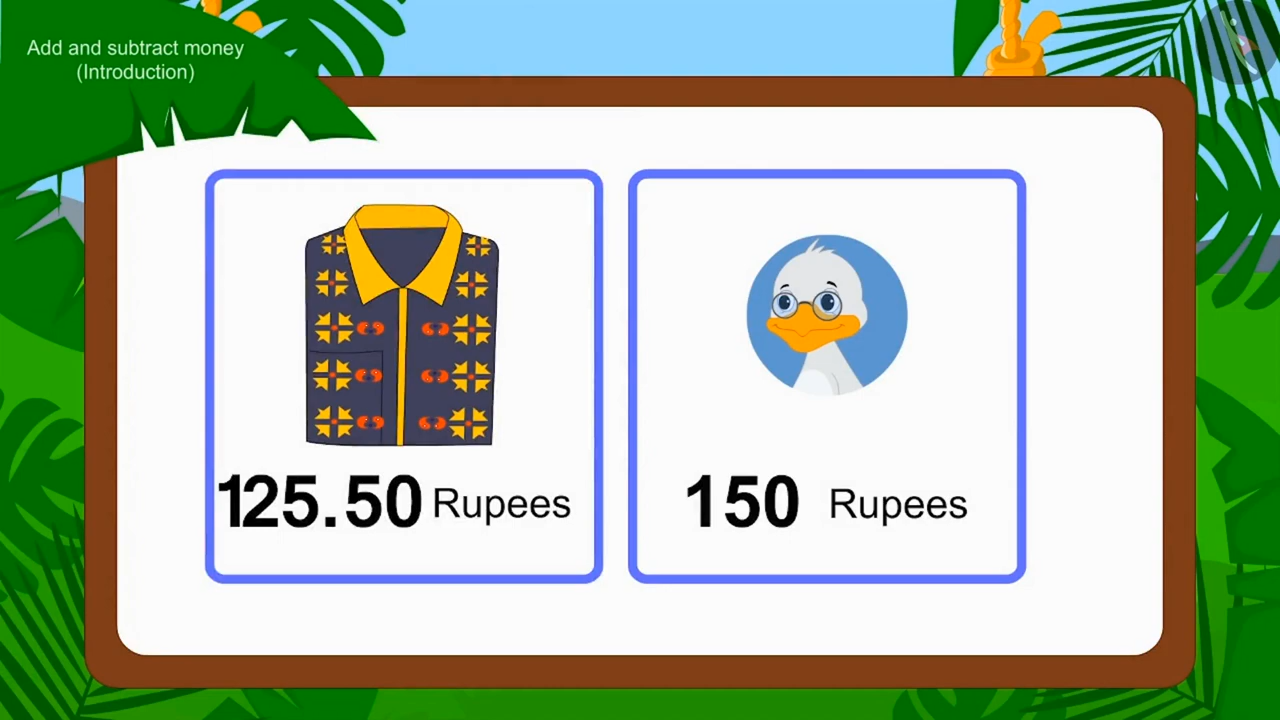 Add and subtract money
(Introduction)
125.50 Rupees
150 Rupees